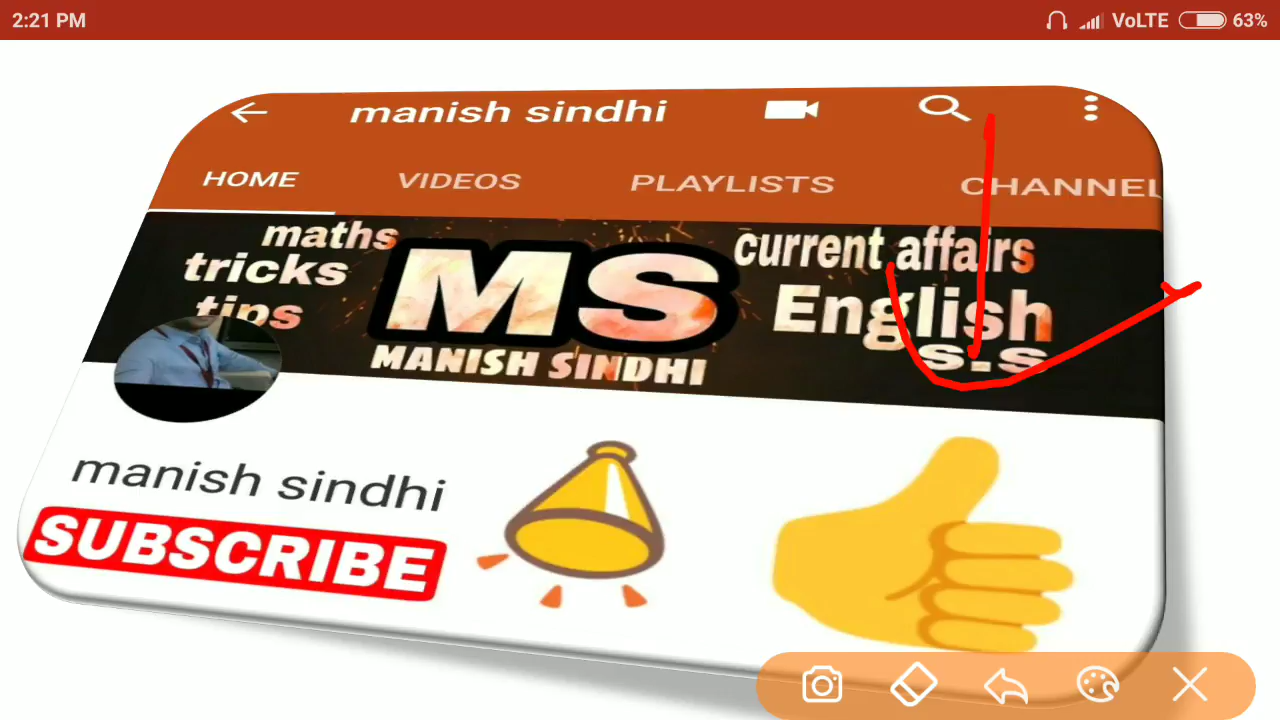 2:21 PM VoLTE 63%
manish sindhi
HOME VIDEOS PLAYLISTS CHANNEL
maths
tricks
tips
MS
MANISH SINDHI
current affairs
English
s.s
manish sindhi
SUBSCRIBE